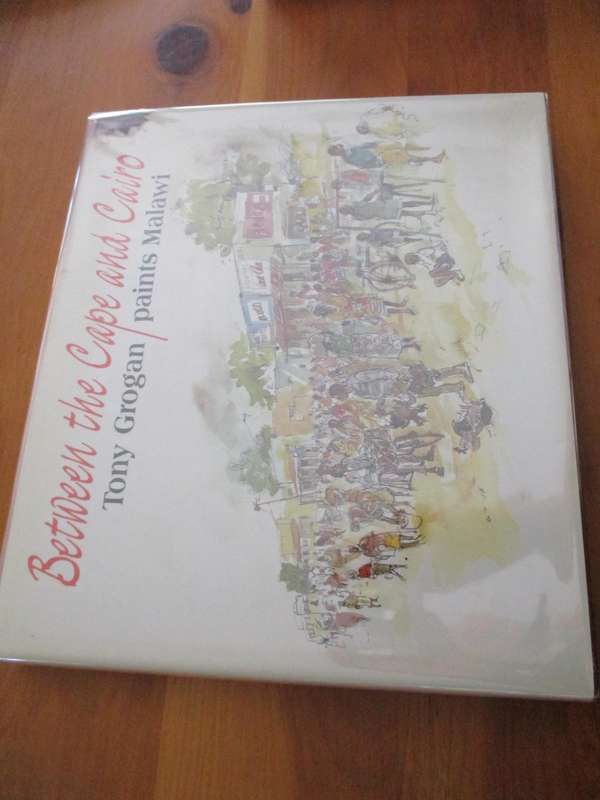 Between the Cape and Cairo
Tony Grogan paints Malawi